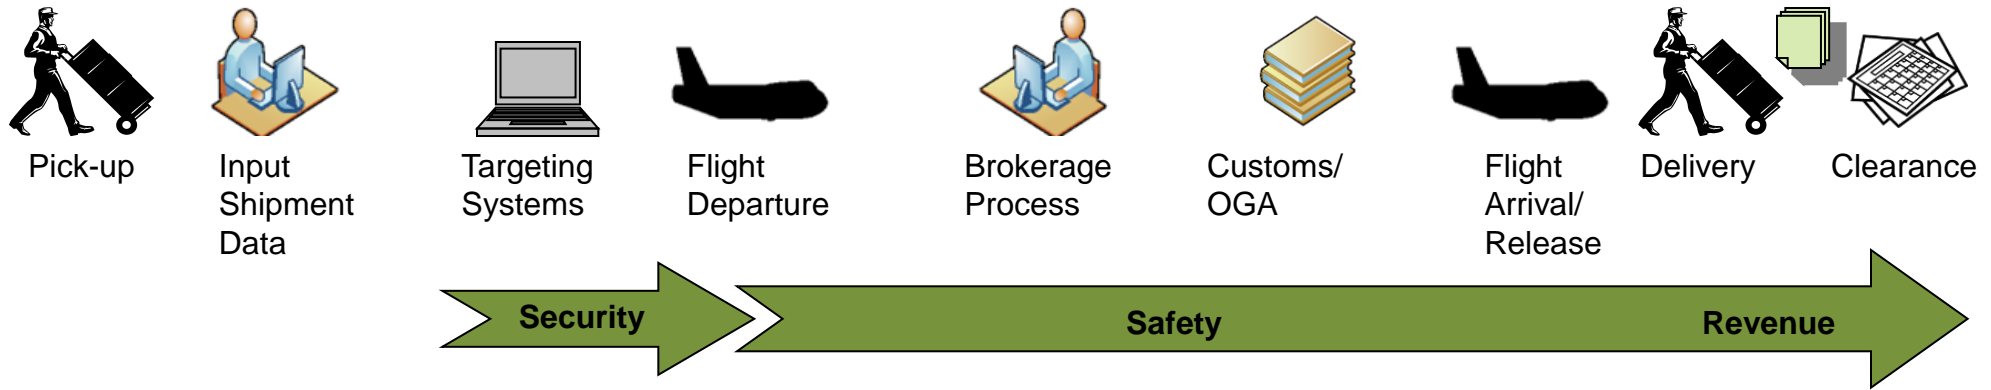 Pick-up
Input
Shipment
Data
Targeting
Systems
Flight
Departure
Brokerage
Process
Customs/
OGA
Flight
Arrival/
Release
Delivery
Clearance
Security
Safety
Revenue